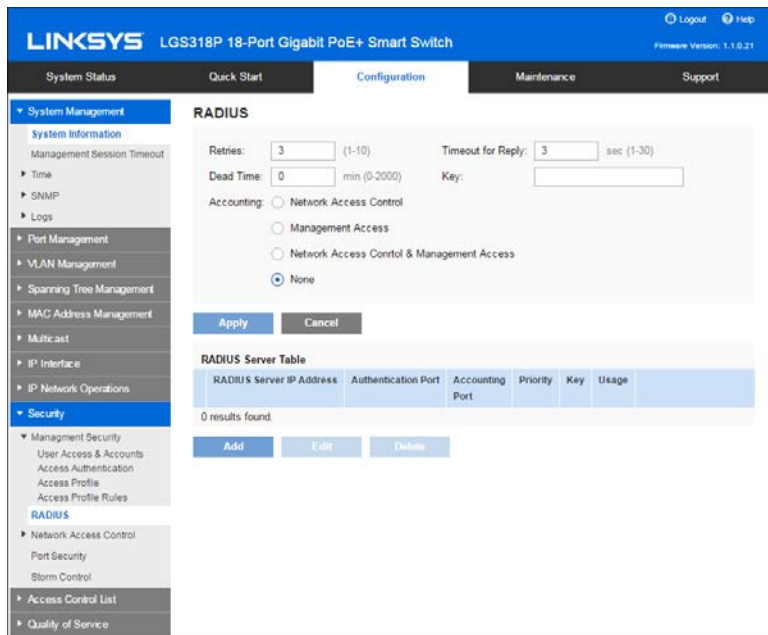 Logout Help
LINKSYS LGS318P 18-Port Gigabit PoE+ Smart Switch
Firmware Version: 1.1.0.21
System Status Quick Start Configuration Maintenance Support
System Management
System Information
Management Session Timeout
Time
SNMP
Logs
Port Management
VLAN Management
Spanning Tree Management
MAC Address Management
Multicast
IP Interface
IP Network Operations
Security
Managment Security
User Access & Accounts
Access Authentication
Access Profile
Access Profile Rules
RADIUS
Network Access Control
Port Security
Storm Control
Access Control List
Quality of Service
RADIUS
Retries: 3 (1-10) Timeout for Reply: 3 sec (1-30)
Dead Time: 0 min (0-2000) Key:
Accounting: Network Access Control
Management Access
Network Access Conrtol & Management Access
None
Apply Cancel
RADIUS Server Table
RADIUS Server IP Address Authentication Port Accounting Port Priority Key Usage
0 results found.
Add Edit Delete